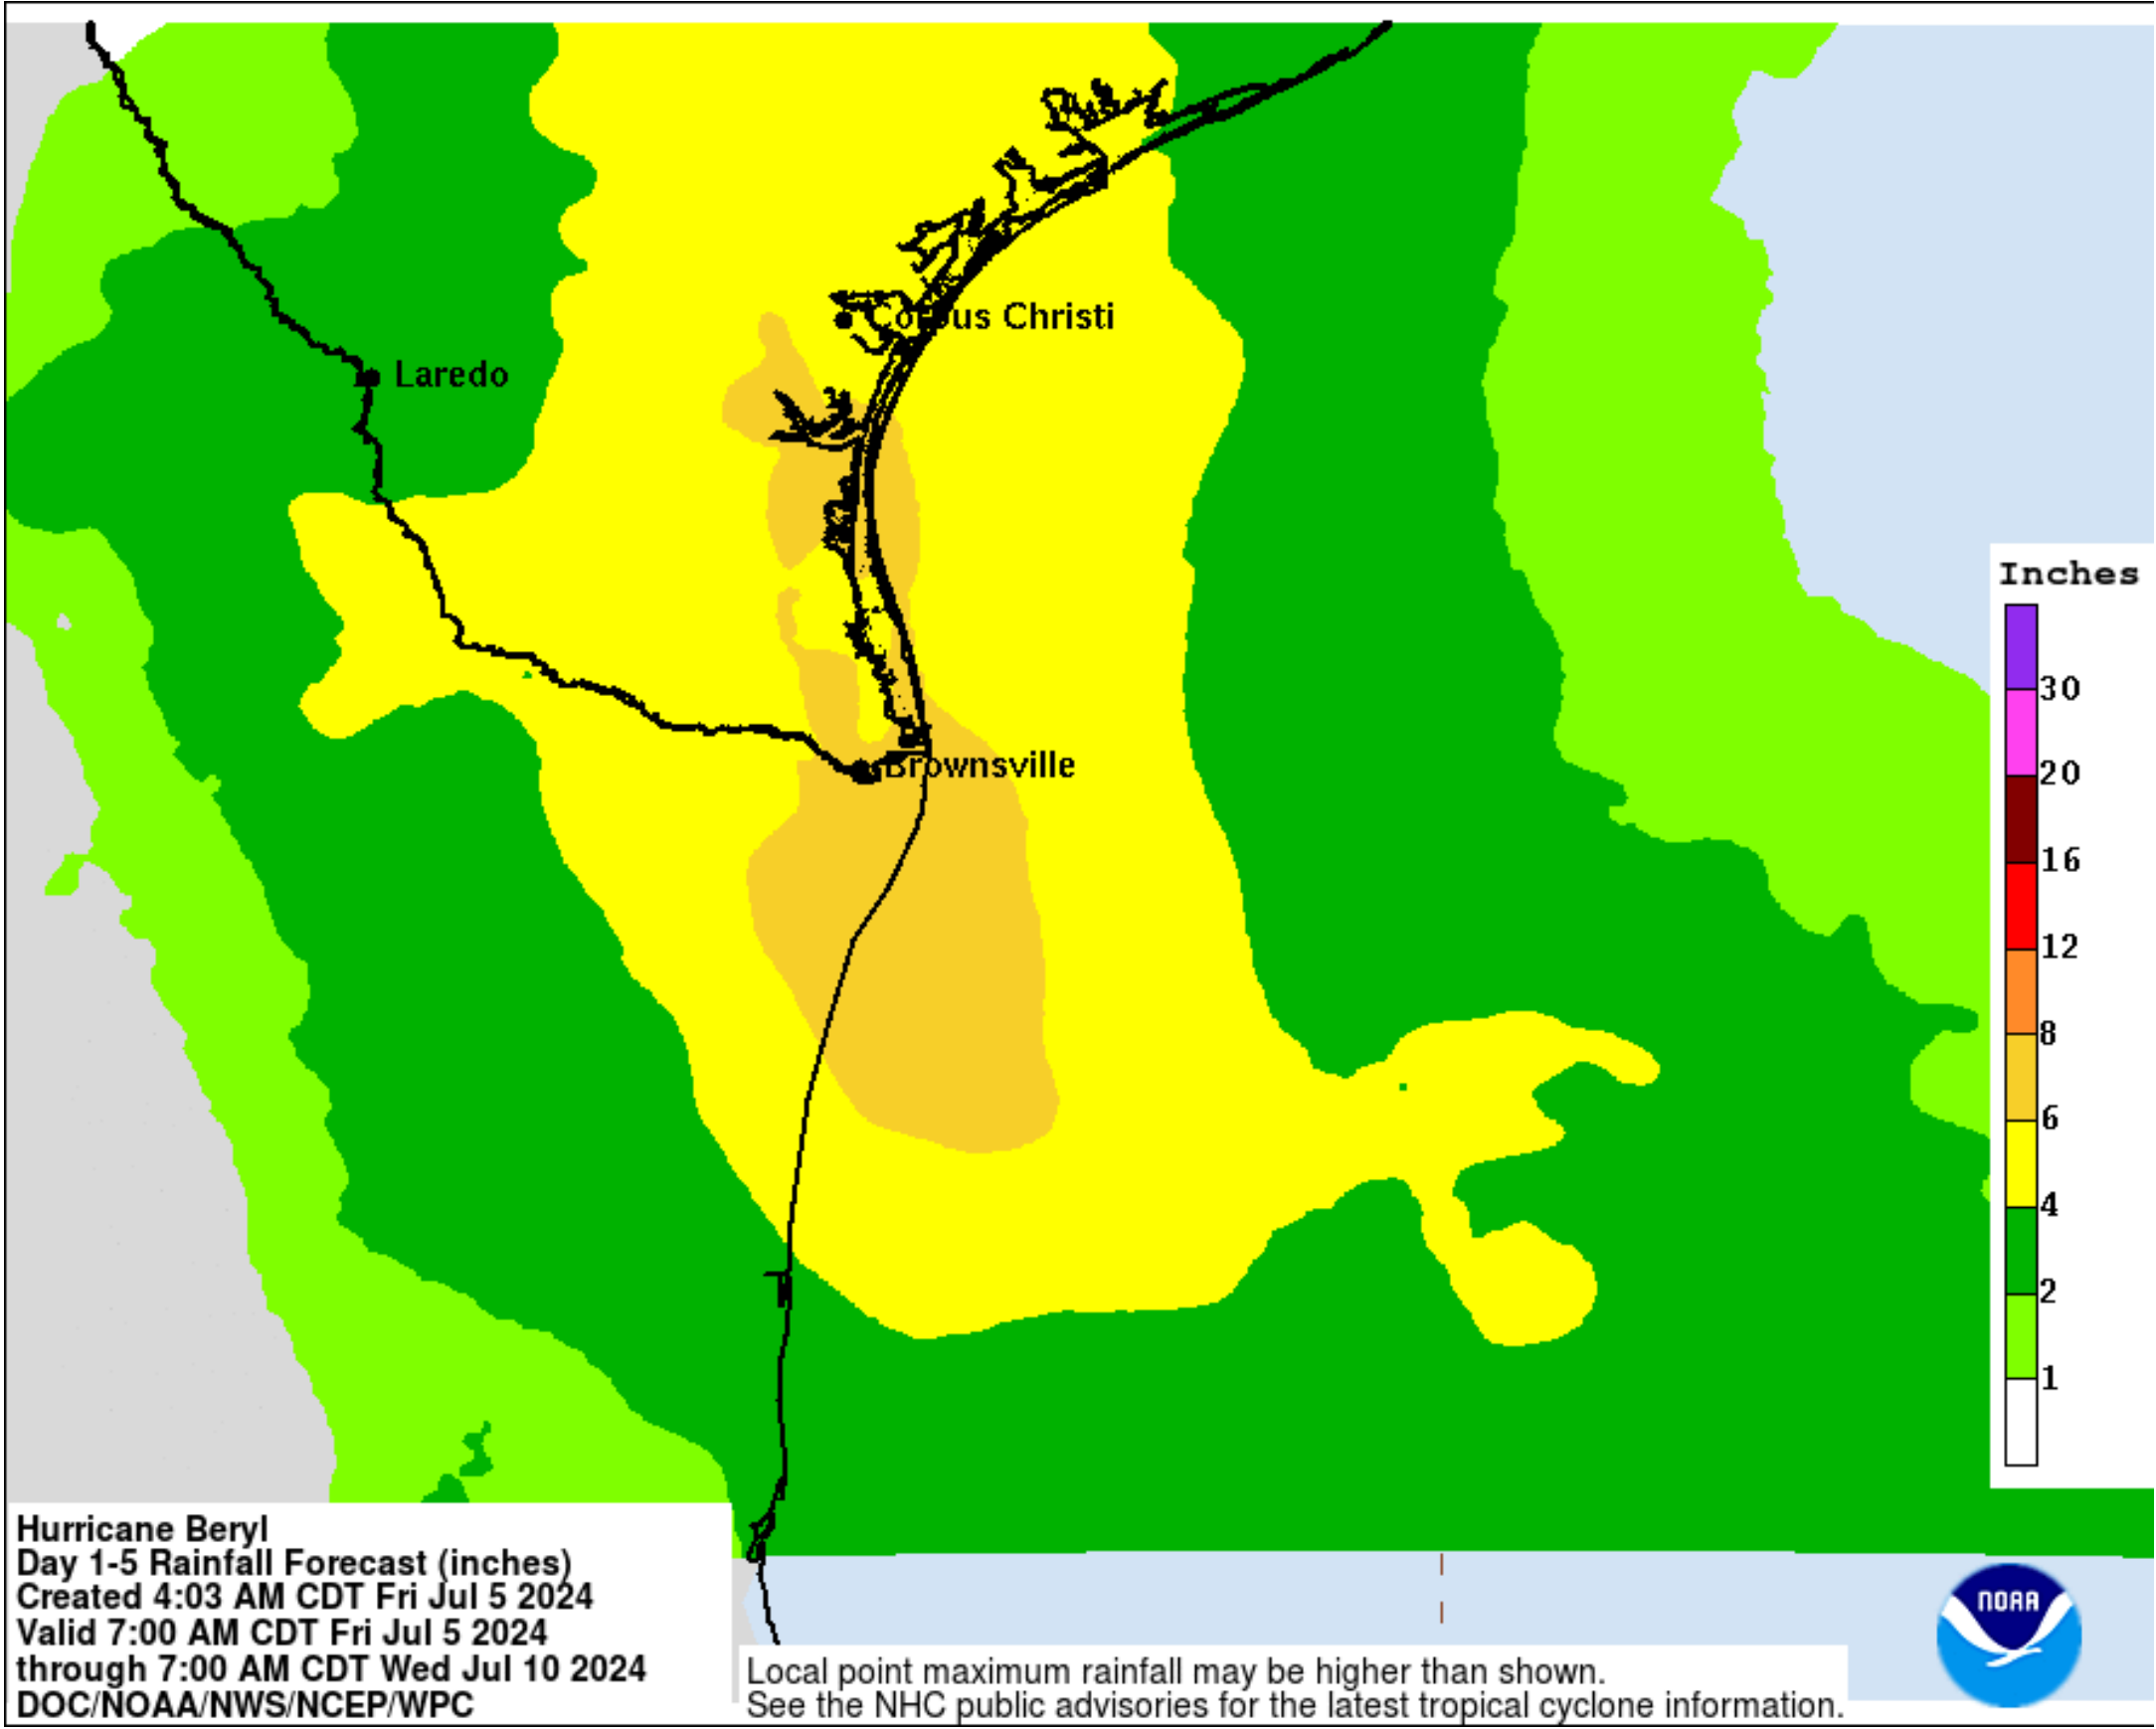 Corpus Christi
Laredo
Inches
30
20
Brownsville
16
12
8
6
4
2
1
Hurricane Beryl
Day 1-5 Rainfall Forecast (inches)
Created 4:03 AM CDT Fri Jul 5 2024
Valid 7:00 AM CDT Fri Jul 5 2024
through 7:00 AM CDT Wed Jul 10 2024
DOC/NOAA/NWS/NCEP/WPC
NOAA
Local point maximum rainfall may be higher than shown.
See the NHC public advisories for the latest tropical cyclone information.